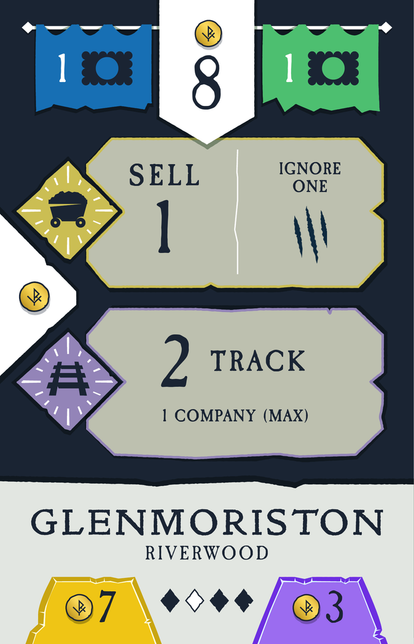 1
8
1
SELL
1
IGNORE
ONE
2 TRACK
1 COMPANY (MAX)
GLENMORISTON
RIVERWOOD
7
3